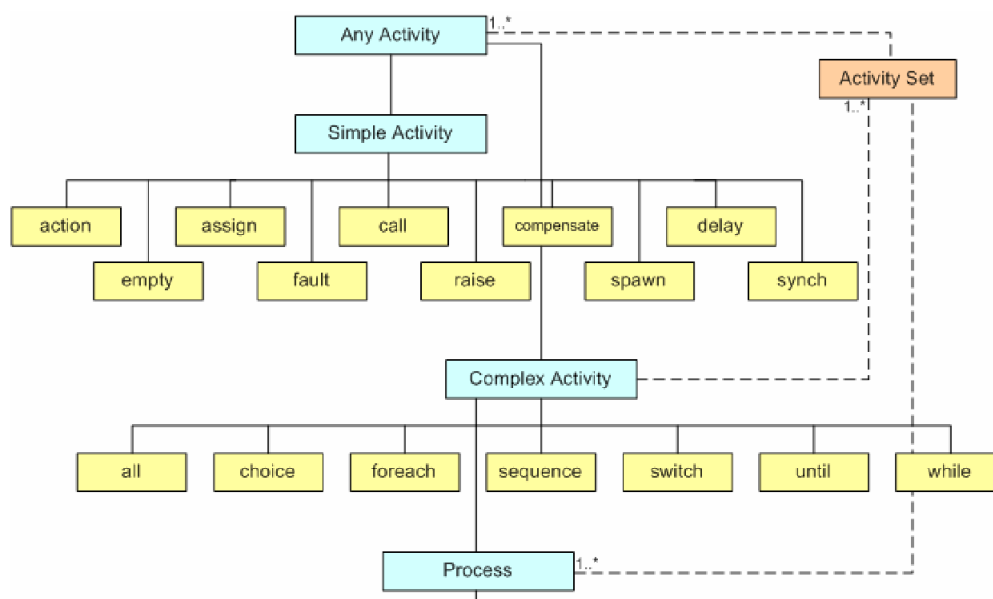 Any Activity
1..*
Activity Set
1..*
Simple Activity
action
assign
call
compensate
delay
empty
fault
raise
spawn
synch
Complex Activity
all
choice
foreach
sequence
switch
until
while
Process
1..*